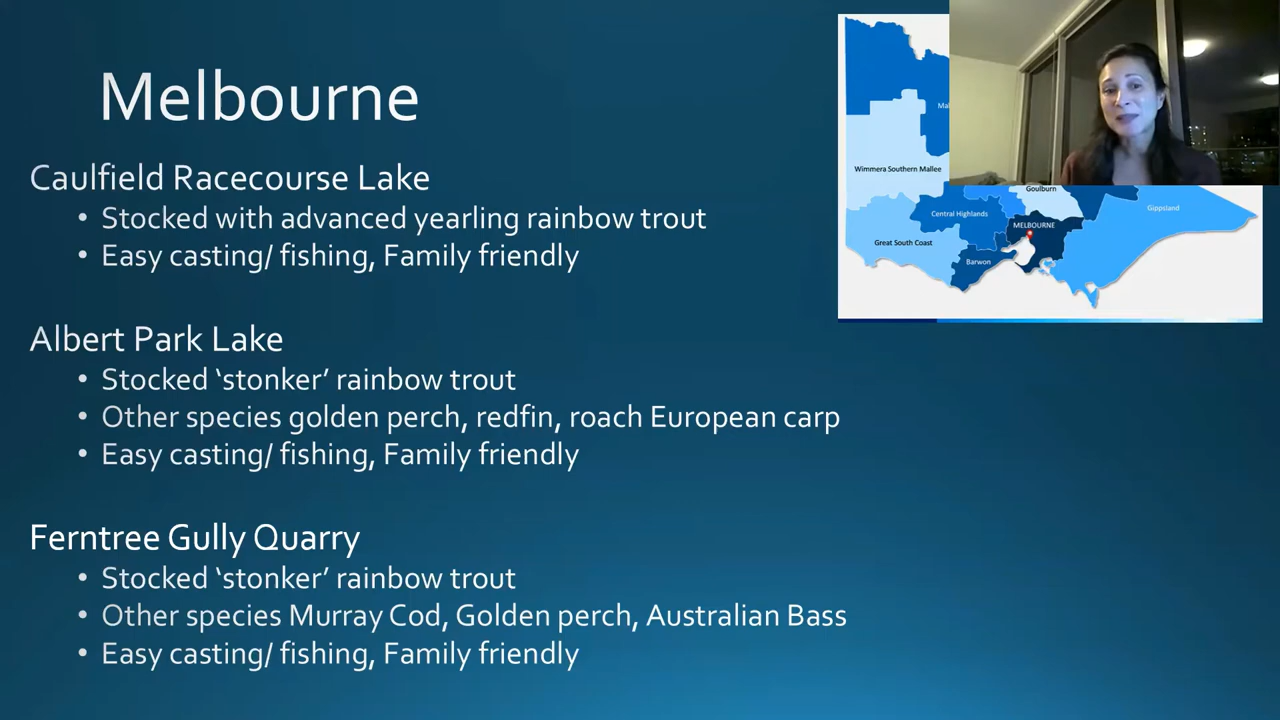 Melbourne
Caulfield Racecourse Lake
• Stocked with advanced yearling rainbow trout
• Easy casting/ fishing, Family friendly
Albert Park Lake
• Stocked ‘stonker’ rainbow trout
• Other species golden perch, redfin, roach European carp
• Easy casting/ fishing, Family friendly
Ferntree Gully Quarry
• Stocked ‘stonker’ rainbow trout
• Other species Murray Cod, Golden perch, Australian Bass
• Easy casting/ fishing, Family friendly
Wimmera Southern Mallee
Goulburn
Gippsland
Central Highlands
MELBOURNE
Great South Coast
Barwon